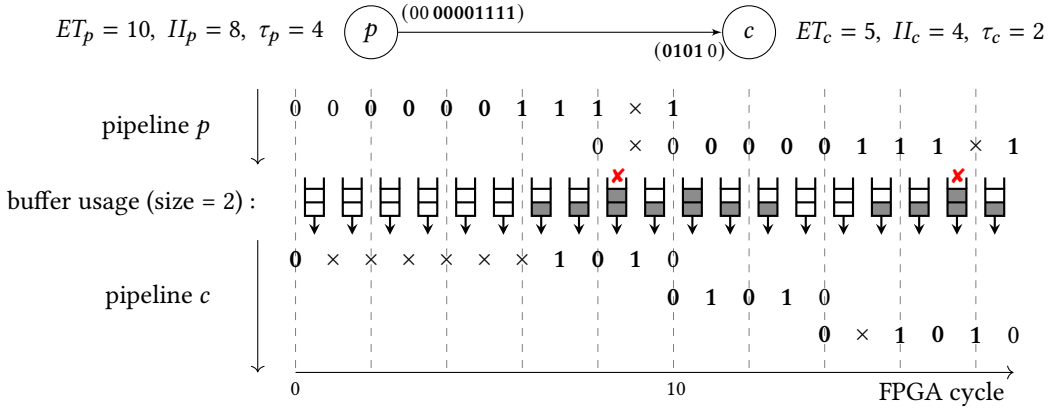 ET_p = 10, II_p = 8, τ_p = 4 p (00 00001111) c ET_c = 5, II_c = 4, τ_c = 2
(0101 0)
0 0 0 0 0 0 1 1 1 × 1
pipeline p
0 × 0 0 0 0 0 1 1 1 × 1
✘ ✘
buffer usage (size = 2) :
0 × × × × × × 1 0 1 0
pipeline c
0 1 0 1 0
0 × 1 0 1 0
0 10 FPGA cycle